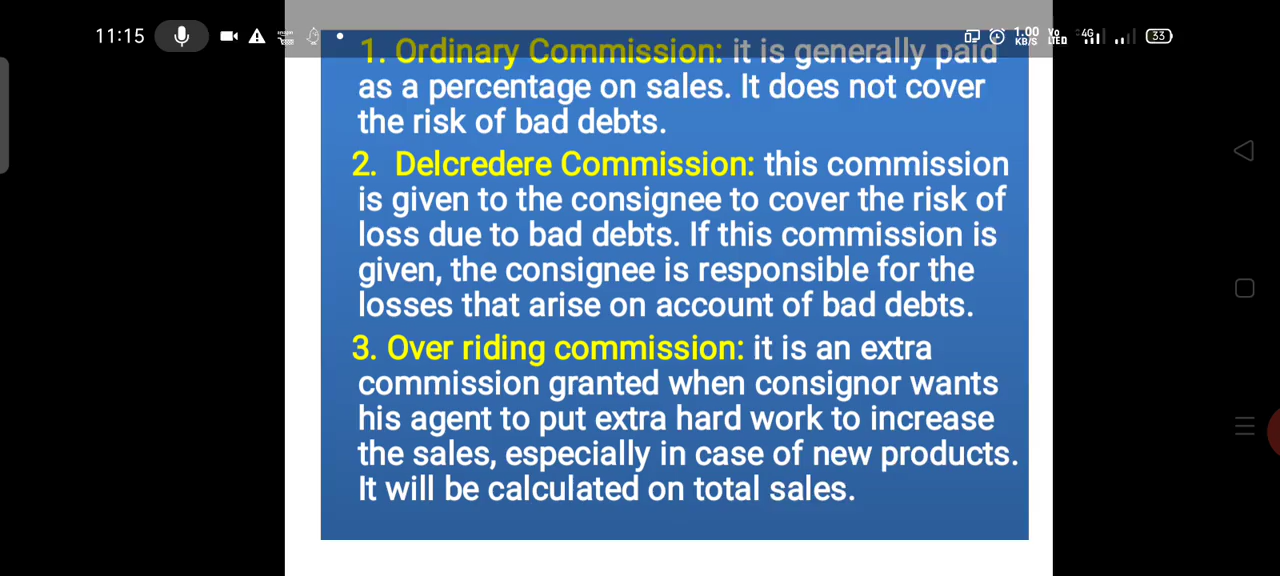 11:15 1.00 KB/S Vo LTED 4G 33
1. Ordinary Commission: it is generally paid
as a percentage on sales. It does not cover
the risk of bad debts.
2. Delcredere Commission: this commission
is given to the consignee to cover the risk of
loss due to bad debts. If this commission is
given, the consignee is responsible for the
losses that arise on account of bad debts.
3. Over riding commission: it is an extra
commission granted when consignor wants
his agent to put extra hard work to increase
the sales, especially in case of new products.
It will be calculated on total sales.